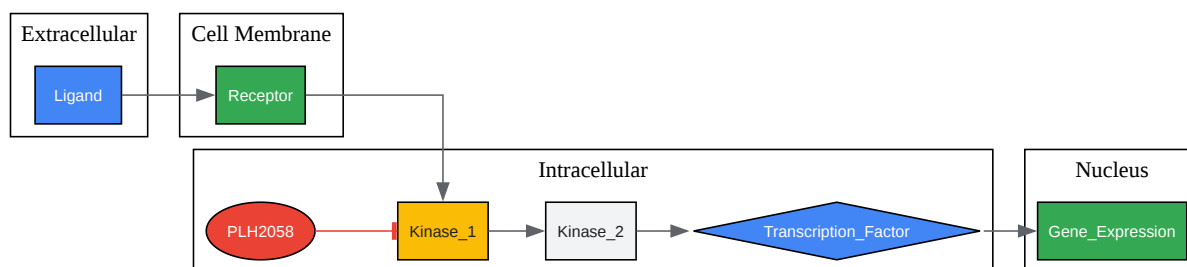 Extracellular
Cell Membrane
Ligand
Receptor
Intracellular
Nucleus
PLH2058
Kinase_1
Kinase_2
Transcription_Factor
Gene_Expression